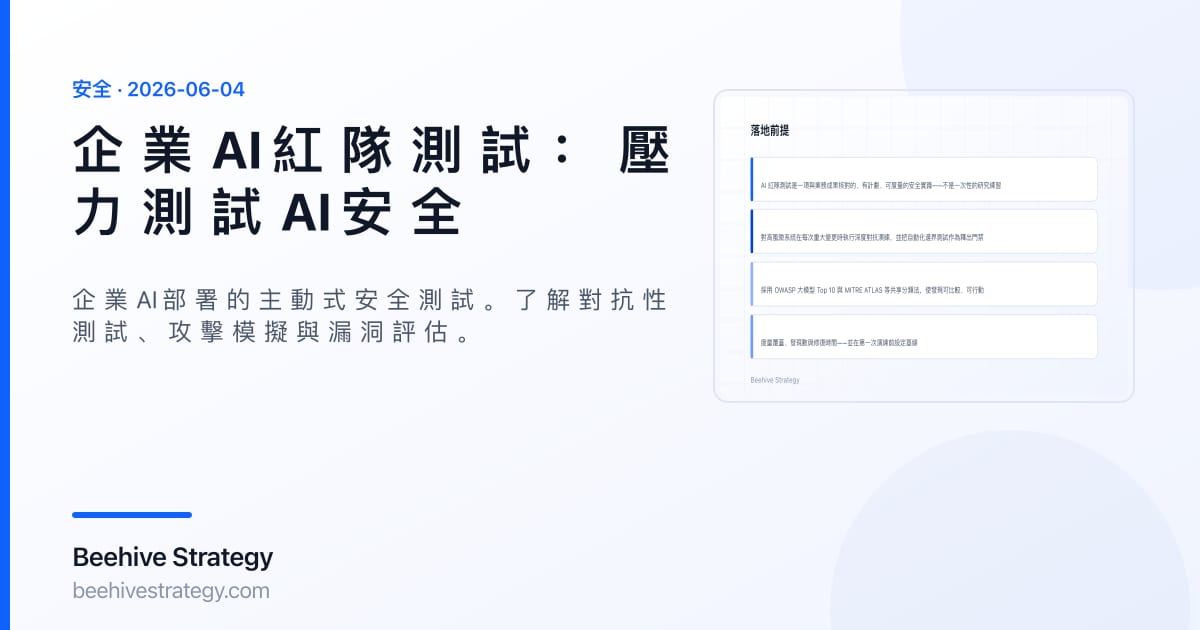 安全 · 2026-06-04
企業AI紅隊測試：壓
力測試AI安全
企業AI部署的主動式安全測試。了解對抗性
測試、攻擊模擬與漏洞評估。
落地前提
AI 紅隊測試是一項與業務成果核對的、有計劃、可度量的安全實踐——不是一次性的研究練習
對高風險系統在每次重大變更時執行深度對抗演練，並把自動化邊界測試作為釋出門禁
採用 OWASP 大模型 Top 10 與 MITRE ATLAS 等共享分類法，使發現可比較、可行動
度量覆蓋、發現數與修復時間——並在第一次演練前設定基線
Beehive Strategy
Beehive Strategy
beehivestrategy.com